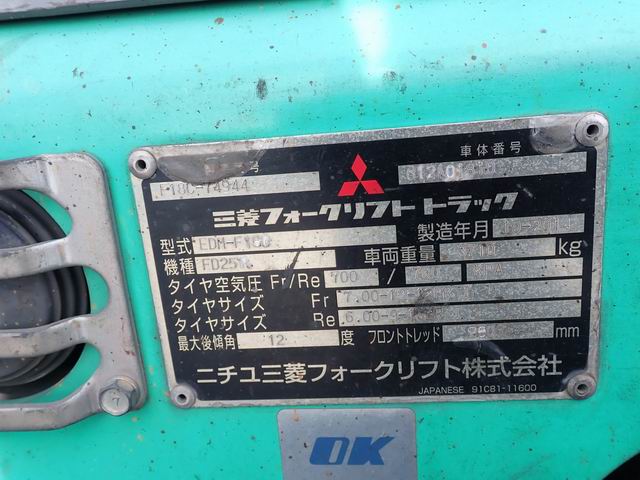 号 車体番号
F18C-74944
三菱フォークリフト トラック
型式 EDM-F18C 製造年月
機種 車両重量 kg
タイヤ空気圧 Fr/Re 700 / 700 KPA
タイヤサイズ Fr
タイヤサイズ Re
最大後傾角 12 度 フロントトレッド mm
ニチユ三菱フォークリフト株式会社
JAPANESE 91C81-11600
OK
7